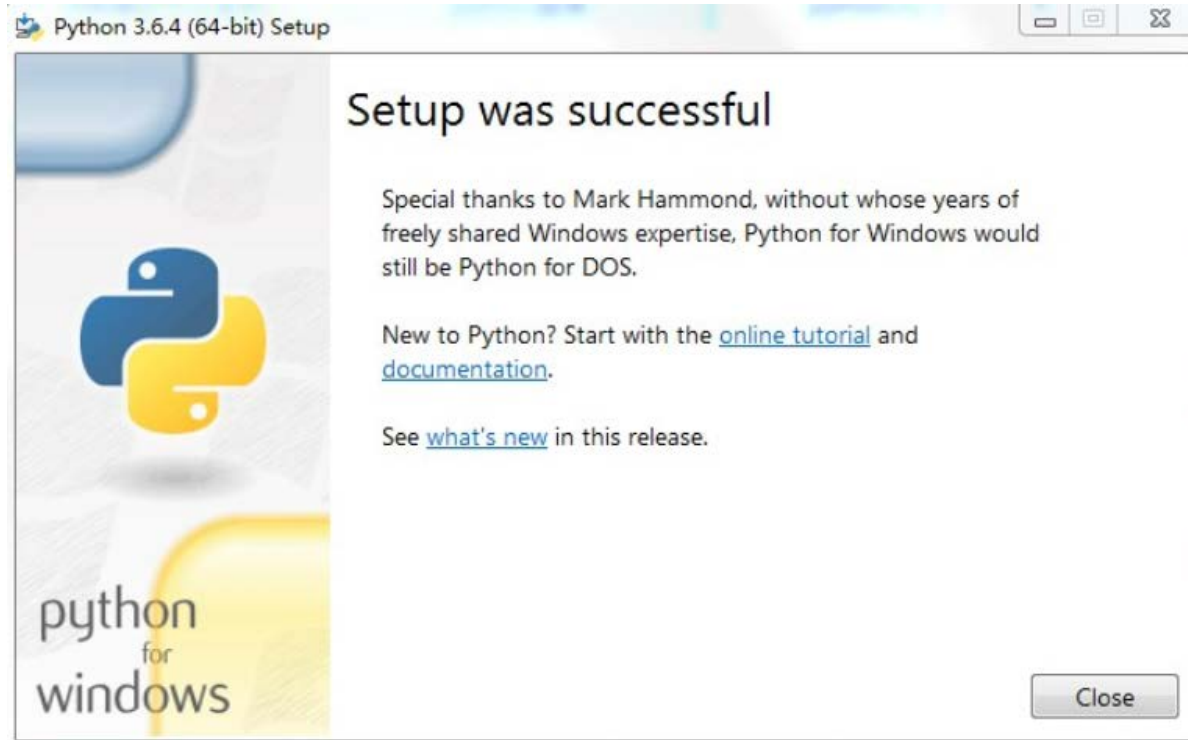 Python 3.6.4 (64-bit) Setup
Setup was successful
Special thanks to Mark Hammond, without whose years of
freely shared Windows expertise, Python for Windows would
still be Python for DOS.
New to Python? Start with the online tutorial and
documentation.
See what's new in this release.
python
for
windows
Close